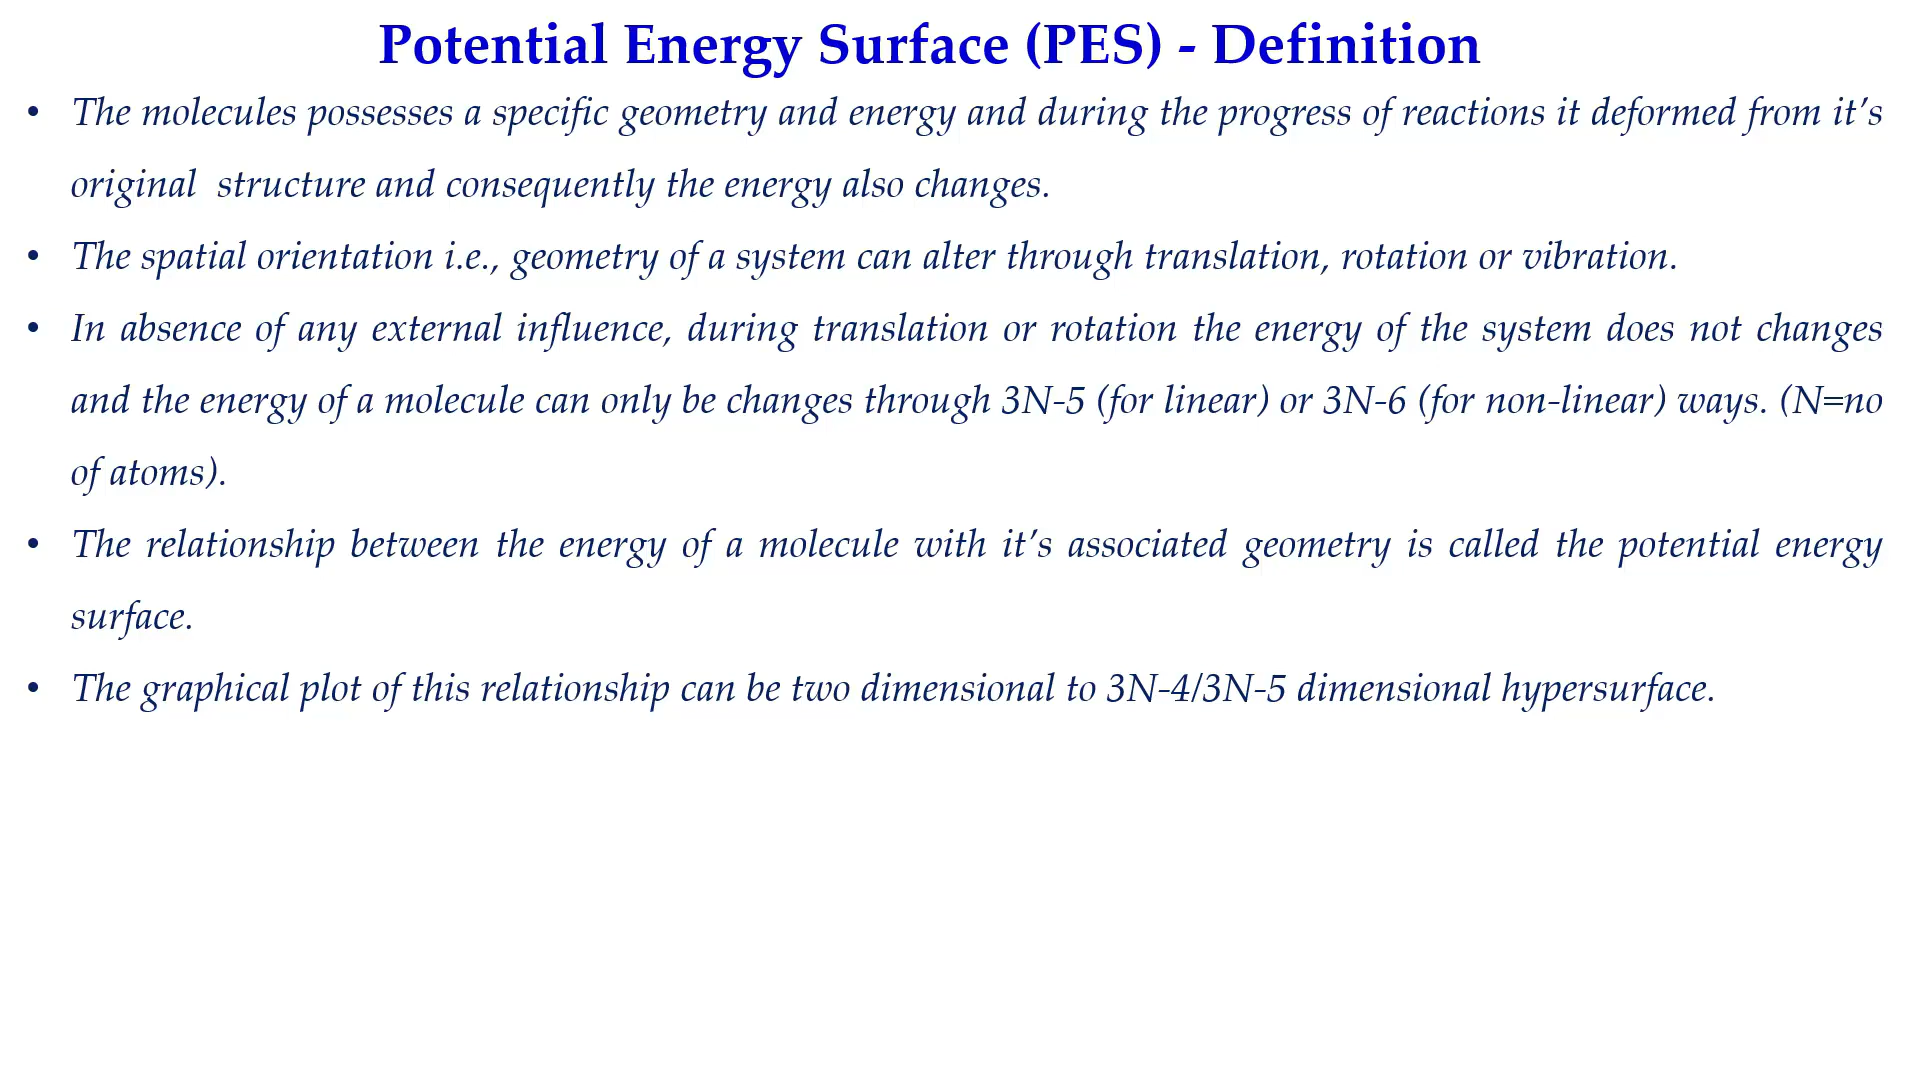 Potential Energy Surface (PES) - Definition
• The molecules possesses a specific geometry and energy and during the progress of reactions it deformed from it’s
original  structure and consequently the energy also changes.
• The spatial orientation i.e., geometry of a system can alter through translation, rotation or vibration.
• In absence of any external influence, during translation or rotation the energy of the system does not changes
and the energy of a molecule can only be changes through 3N-5 (for linear) or 3N-6 (for non-linear) ways. (N=no
of atoms).
• The relationship between the energy of a molecule with it’s associated geometry is called the potential energy
surface.
• The graphical plot of this relationship can be two dimensional to 3N-4/3N-5 dimensional hypersurface.